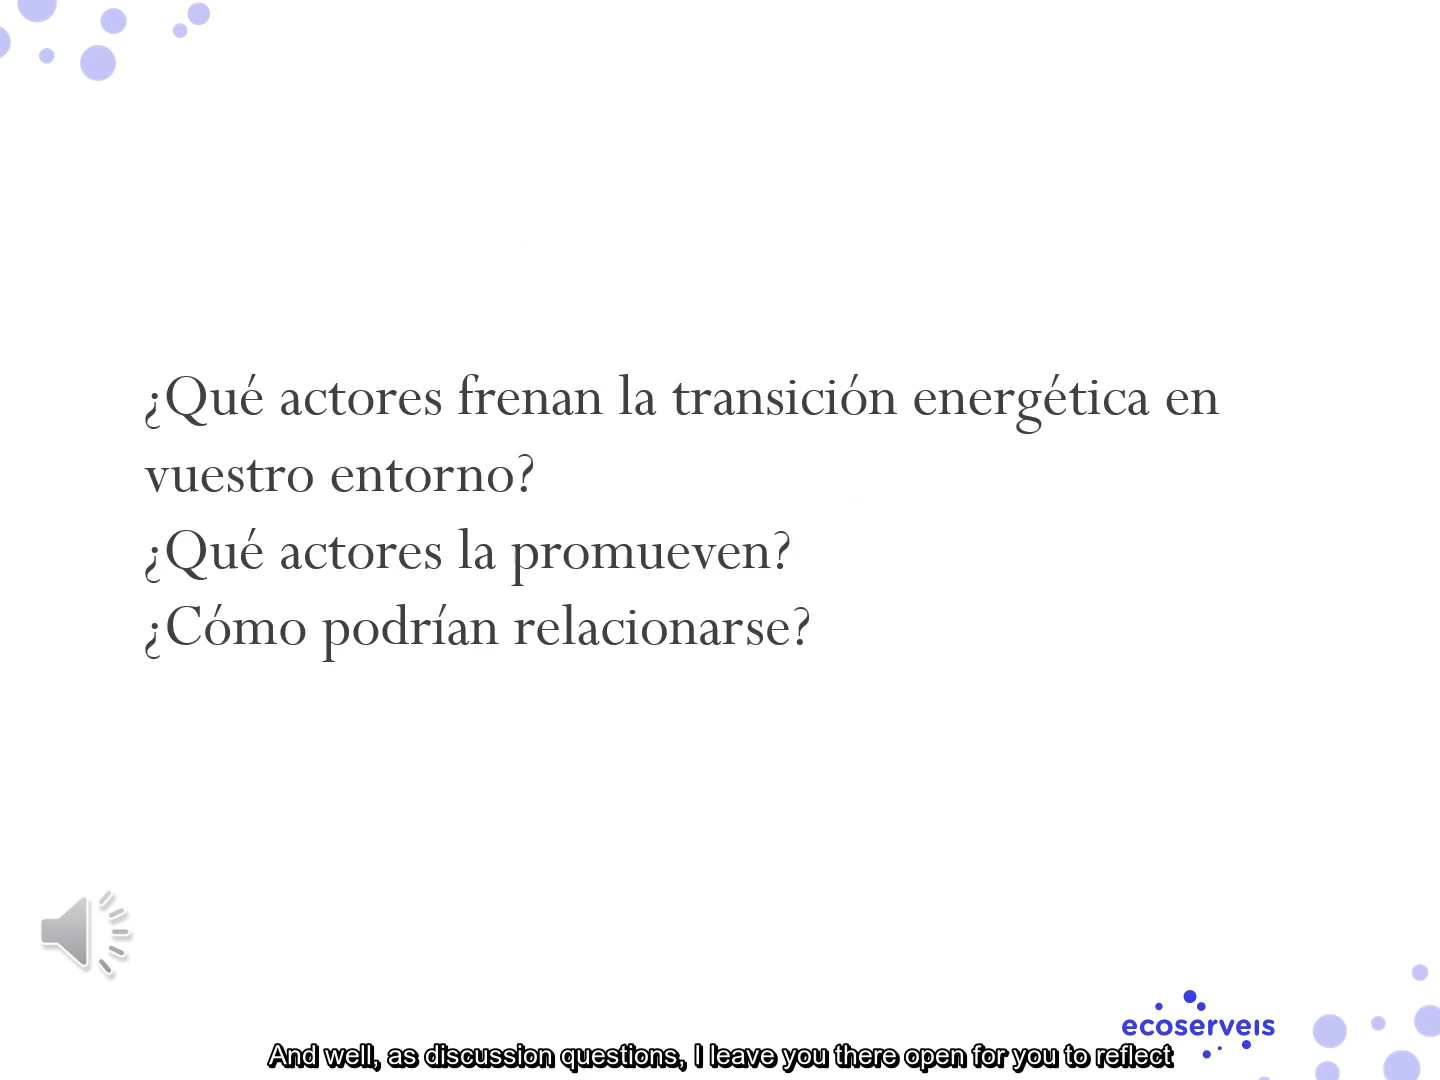 ¿Qué actores frenan la transición energética en
vuestro entorno?
¿Qué actores la promueven?
¿Cómo podrían relacionarse?
ecoserveis
And well, as discussion questions, I leave you there open for you to reflect